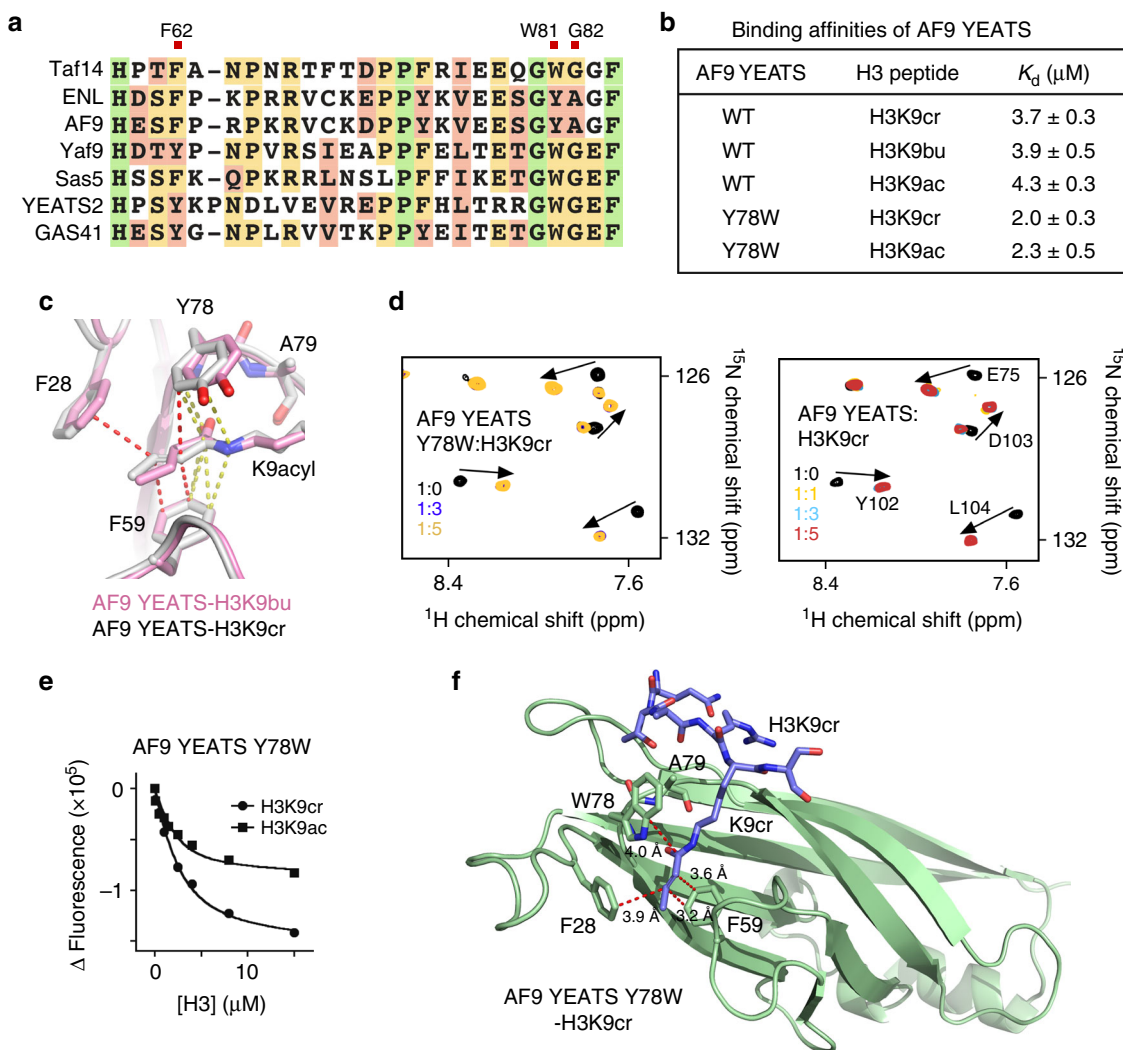 a
F62
W81
G82
Taf14 HPTFA–NPNRTFTDPPFRIEEQGWGGF
ENL HDSFP–KPRRVCKEPPYKVEESGYAGF
AF9 HESFP–RPKRVCKDPPYKVEESGYAGF
Yaf9 HDTYP–NPVRSIEAPPFELTETGWGEF
Sas5 HSSFK–QPKRRLNSLPFFIKETGWGEF
YEATS2 HPSYKPNDLVEVREPPFHLTRRGWGEF
GAS41 HESYG–NPLRVVTKPPYEITETGWGEF
b
Binding affinities of AF9 YEATS
AF9 YEATS H3 peptide Kd (μM)
WT H3K9cr 3.7 ± 0.3
WT H3K9bu 3.9 ± 0.5
WT H3K9ac 4.3 ± 0.3
Y78W H3K9cr 2.0 ± 0.3
Y78W H3K9ac 2.3 ± 0.5
c
Y78
A79
F28
K9acyl
F59
AF9 YEATS-H3K9bu
AF9 YEATS-H3K9cr
d
AF9 YEATS
Y78W:H3K9cr
1:0
1:3
1:5
126
132
15N chemical shift (ppm)
8.4
7.6
1H chemical shift (ppm)
E75
AF9 YEATS:
H3K9cr
D103
1:0
1:1
1:3
1:5
Y102
L104
126
132
15N chemical shift (ppm)
8.4
7.6
1H chemical shift (ppm)
e
AF9 YEATS Y78W
H3K9cr
H3K9ac
Δ Fluorescence (×10⁵)
0
−1
0
10
[H3] (μM)
f
H3K9cr
A79
W78
K9cr
4.0 Å
3.6 Å
3.9 Å
3.2 Å
F28
F59
AF9 YEATS Y78W
-H3K9cr